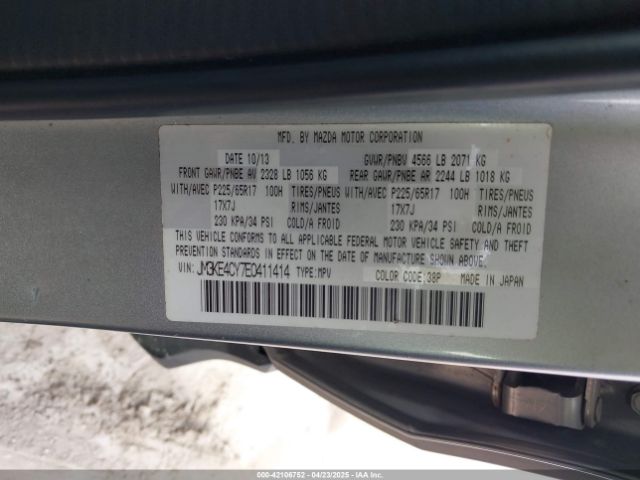 MFD. BY MAZDA MOTOR CORPORATION
DATE 10/13 GVWR/PNBV 4566 LB 2071 KG
FRONT GAWR/PNBE AV 2328 LB 1056 KG REAR GAWR/PNBE AR 2244 LB 1018 KG
WITH/AVEC P225/65R17 100H TIRES/PNEUS WITH/AVEC P225/65R17 100H TIRES/PNEUS
17X7J RIMS/JANTES 17X7J RIMS/JANTES
230 KPA/34 PSI COLD/A FROID 230 KPA/34 PSI COLD/A FROID
THIS VEHICLE CONFORMS TO ALL APPLICABLE FEDERAL MOTOR VEHICLE SAFETY AND THEFT
PREVENTION STANDARDS IN EFFECT ON THE DATE OF MANUFACTURE SHOWN ABOVE.
VIN: JM3KE4CY7E0411414 TYPE:MPV COLOR CODE:38P MADE IN JAPAN
000-42106752 - 04/23/2025 - IAAI.COM